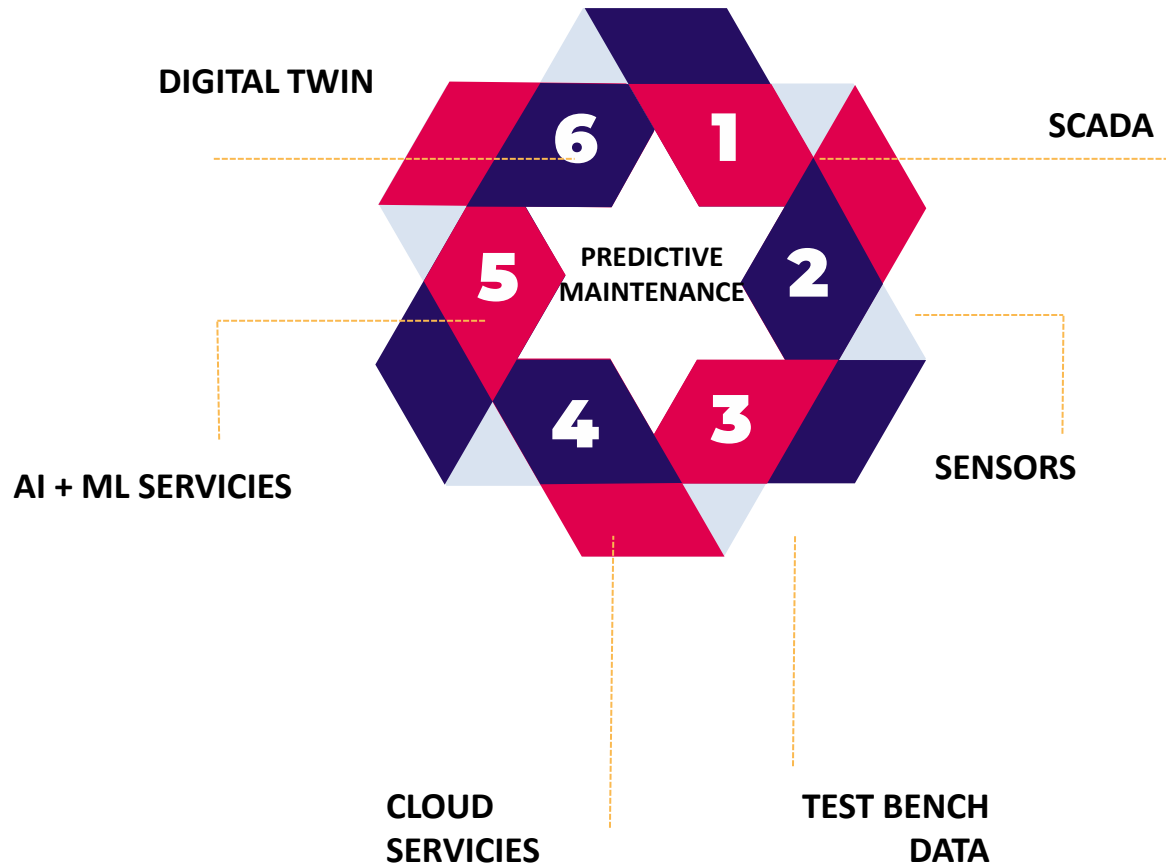 DIGITAL TWIN
6
1
SCADA
5
PREDICTIVE
MAINTENANCE
2
4
3
AI + ML SERVICIES
SENSORS
CLOUD
SERVICIES
TEST BENCH
DATA